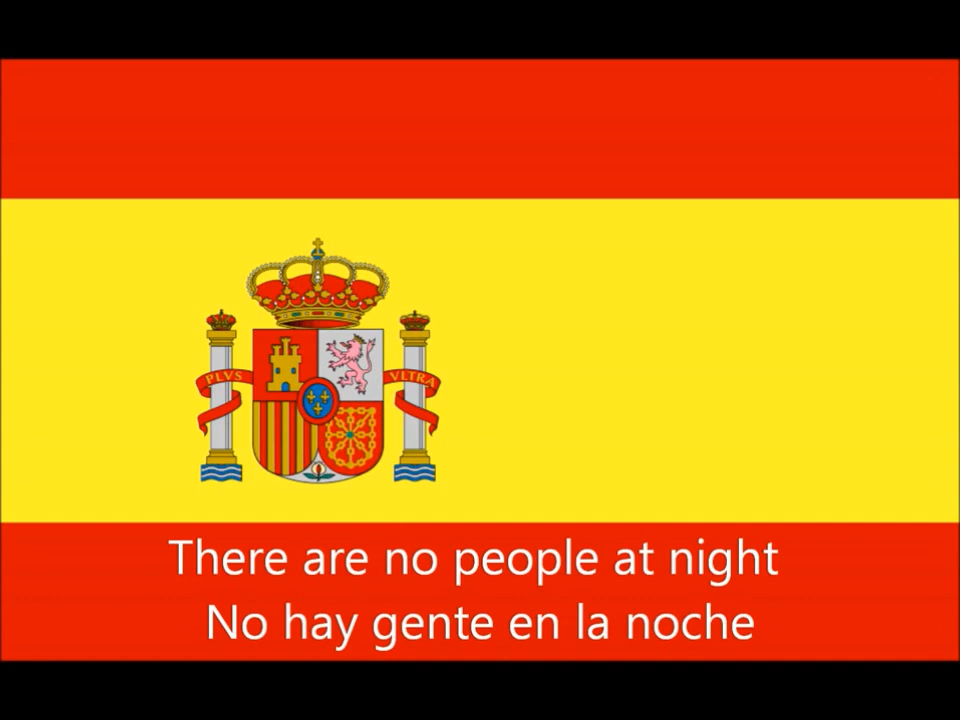 PLVS VLTRA
There are no people at night
No hay gente en la noche